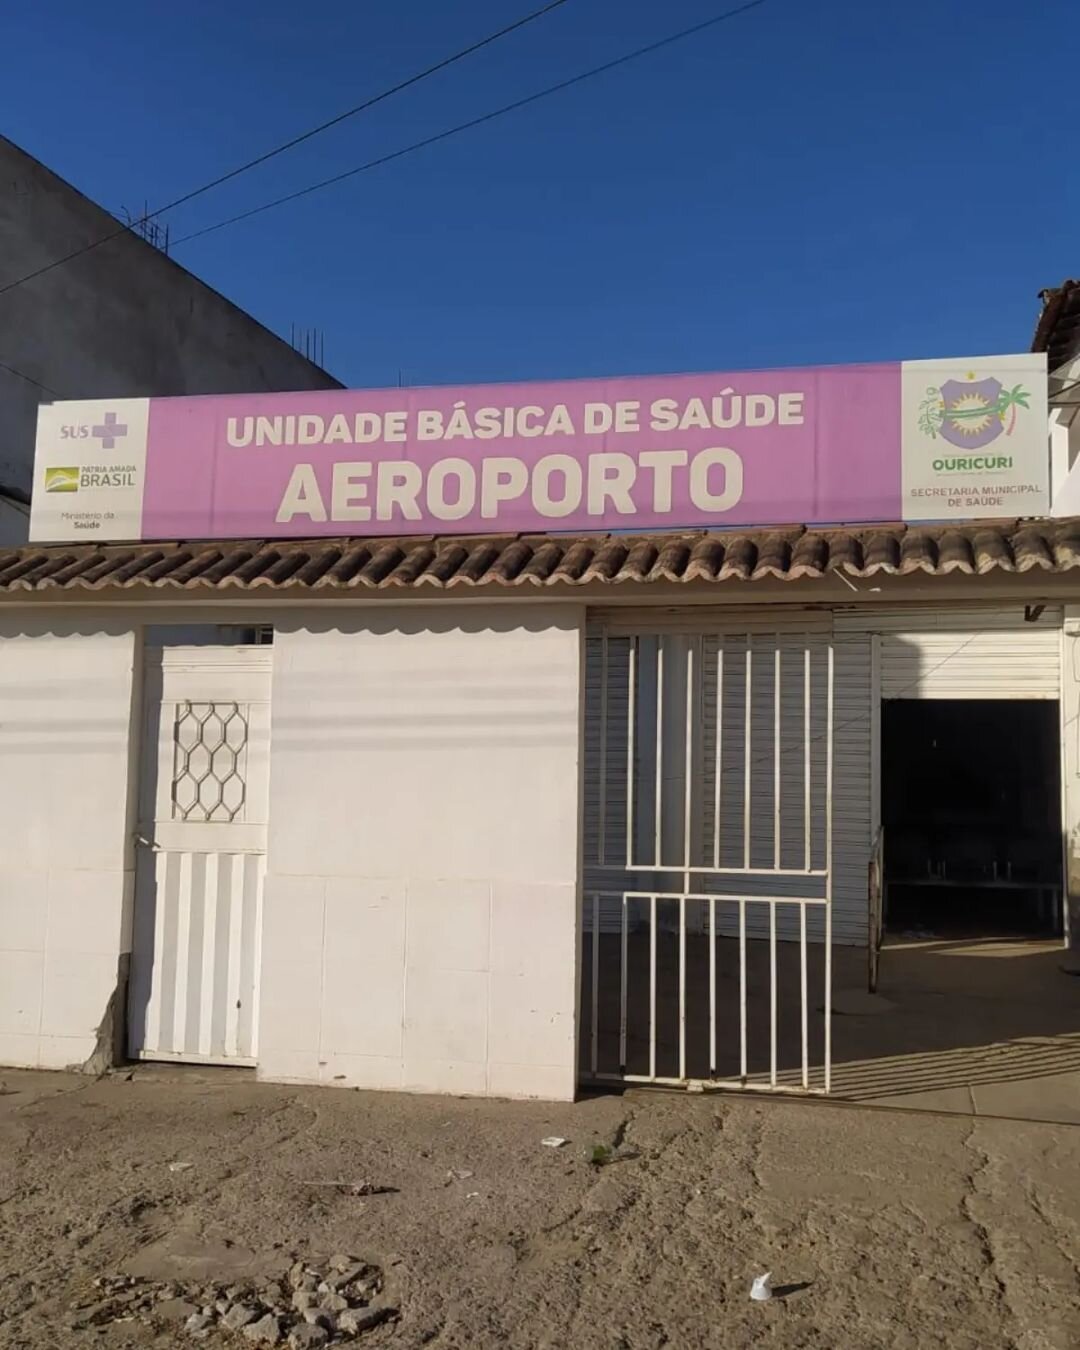 SUS
PÁTRIA AMADA
BRASIL
Ministério da
Saúde
UNIDADE BÁSICA DE SAÚDE
AEROPORTO
OURICURI
SECRETARIA MUNICIPAL
DE SAÚDE